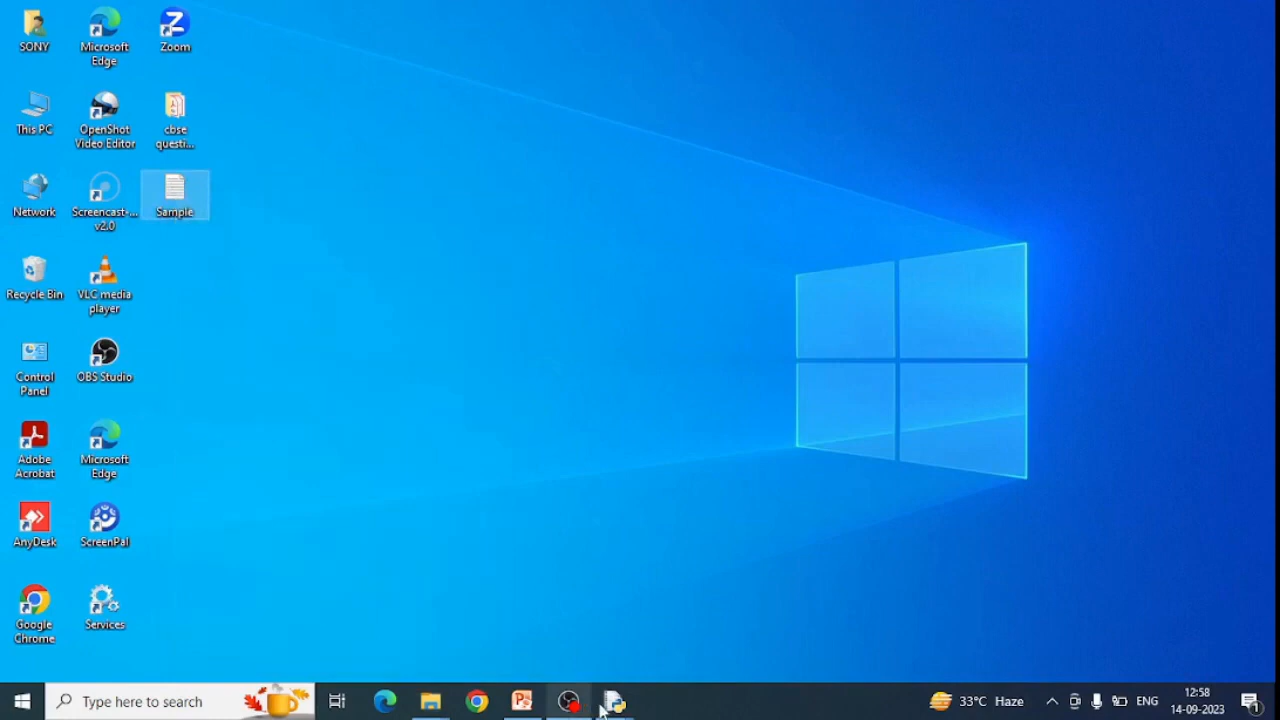 SONY
Microsoft
Edge
Zoom
This PC
OpenShot
Video Editor
cbse
questi...
Network
Screencast-...
v2.0
Sample
Recycle Bin
VLC media
player
Control
Panel
OBS Studio
Adobe
Acrobat
Microsoft
Edge
AnyDesk
ScreenPal
Google
Chrome
Services
Type here to search
33°C Haze
ENG
12:58
14-09-2023
1